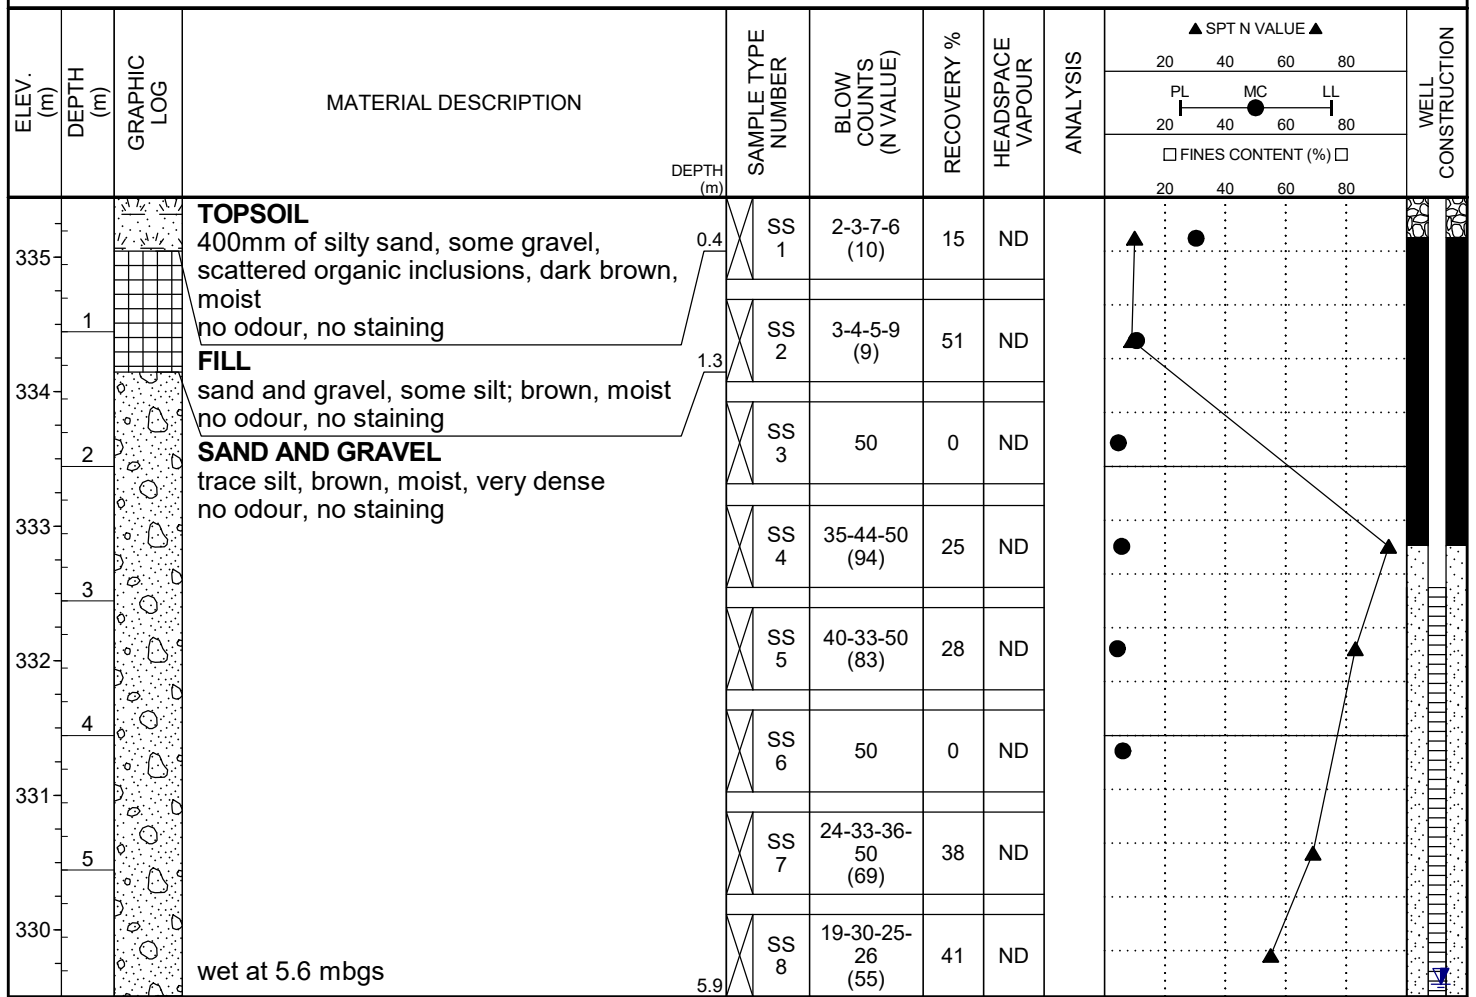 ELEV.
(m)
DEPTH
(m)
GRAPHIC
LOG
MATERIAL DESCRIPTION
DEPTH
(m)
SAMPLE TYPE
NUMBER
BLOW
COUNTS
(N VALUE)
RECOVERY %
HEADSPACE
VAPOUR
ANALYSIS
▲ SPT N VALUE ▲
20 40 60 80
PL MC LL
20 40 60 80
□ FINES CONTENT (%) □
20 40 60 80
WELL
CONSTRUCTION
TOPSOIL
400mm of silty sand, some gravel,
scattered organic inclusions, dark brown,
moist
no odour, no staining
0.4
FILL
sand and gravel, some silt; brown, moist
no odour, no staining
1.3
SAND AND GRAVEL
trace silt, brown, moist, very dense
no odour, no staining
wet at 5.6 mbgs
5.9
335
334
333
332
331
330
1
2
3
4
5
SS
1
2-3-7-6
(10)
15
ND
SS
2
3-4-5-9
(9)
51
ND
SS
3
50
0
ND
SS
4
35-44-50
(94)
25
ND
SS
5
40-33-50
(83)
28
ND
SS
6
50
0
ND
SS
7
24-33-36-
50
(69)
38
ND
SS
8
19-30-25-
26
(55)
41
ND